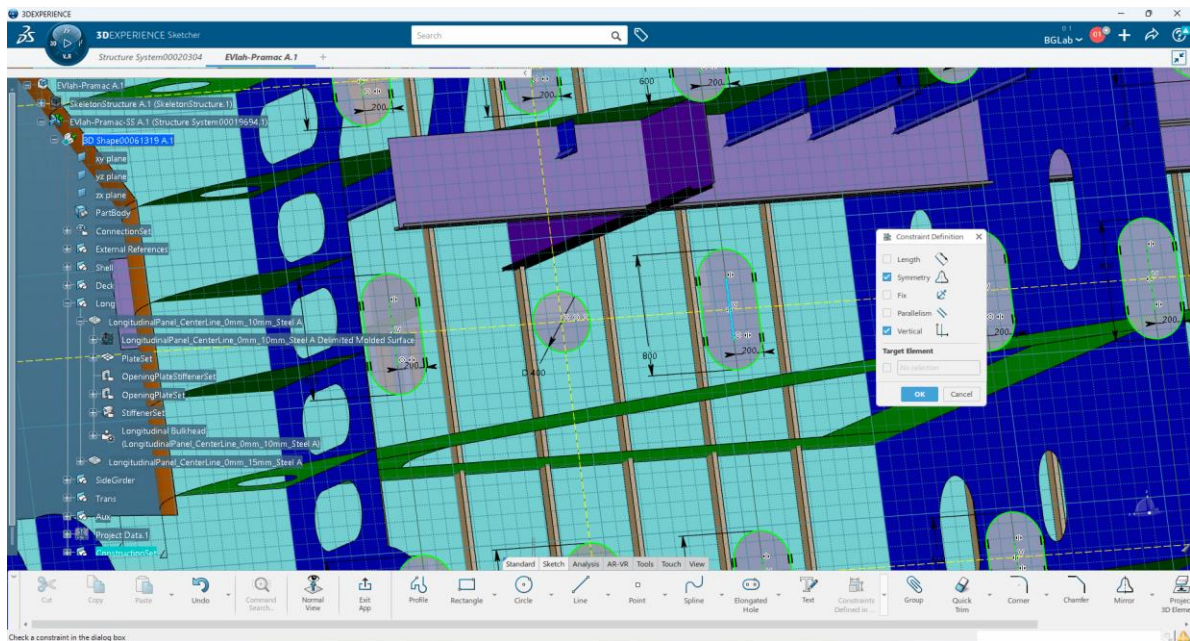 3DEXPERIENCE
3DEXPERIENCE Sketcher
Search
BGLab
Structure System00020304
EVlah-Pramac A.1
EVlah-Pramac A.1
SkeletonStructure A.1 (SkeletonStructure.1)
EVlah-Pramac-SS A.1 (Structure System00019694.1)
3D Shape00061319 A.1
xy plane
yz plane
zx plane
PartBody
ConnectionSet
External References
Shell
Deck
Long
LongitudinalPanel_CenterLine_0mm_10mm_Steel A
LongitudinalPanel_CenterLine_0mm_10mm_Steel A Delimited Molded Surface
PlateSet
OpeningPlateStiffenerSet
OpeningPlateSet
StiffenerSet
Longitudinal Bulkhead
(LongitudinalPanel_CenterLine_0mm_10mm_Steel A)
LongitudinalPanel_CenterLine_0mm_15mm_Steel A
SideGirder
Trans
Aux
Project Data.1
ConstructionSet
200
200
600
200
D 400
800
200
200
200
Constraint Definition
Length
Symmetry
Fix
Parallelism
Vertical
Target Element
No selection
OK
Cancel
Standard
Sketch
Analysis
AR-VR
Tools
Touch
View
Cut
Copy
Paste
Undo
Command Search...
Normal View
Exit App
Profile
Rectangle
Circle
Line
Point
Spline
Elongated Hole
Text
Constraints Defined in...
Group
Quick Trim
Corner
Chamfer
Mirror
Check a constraint in the dialog box